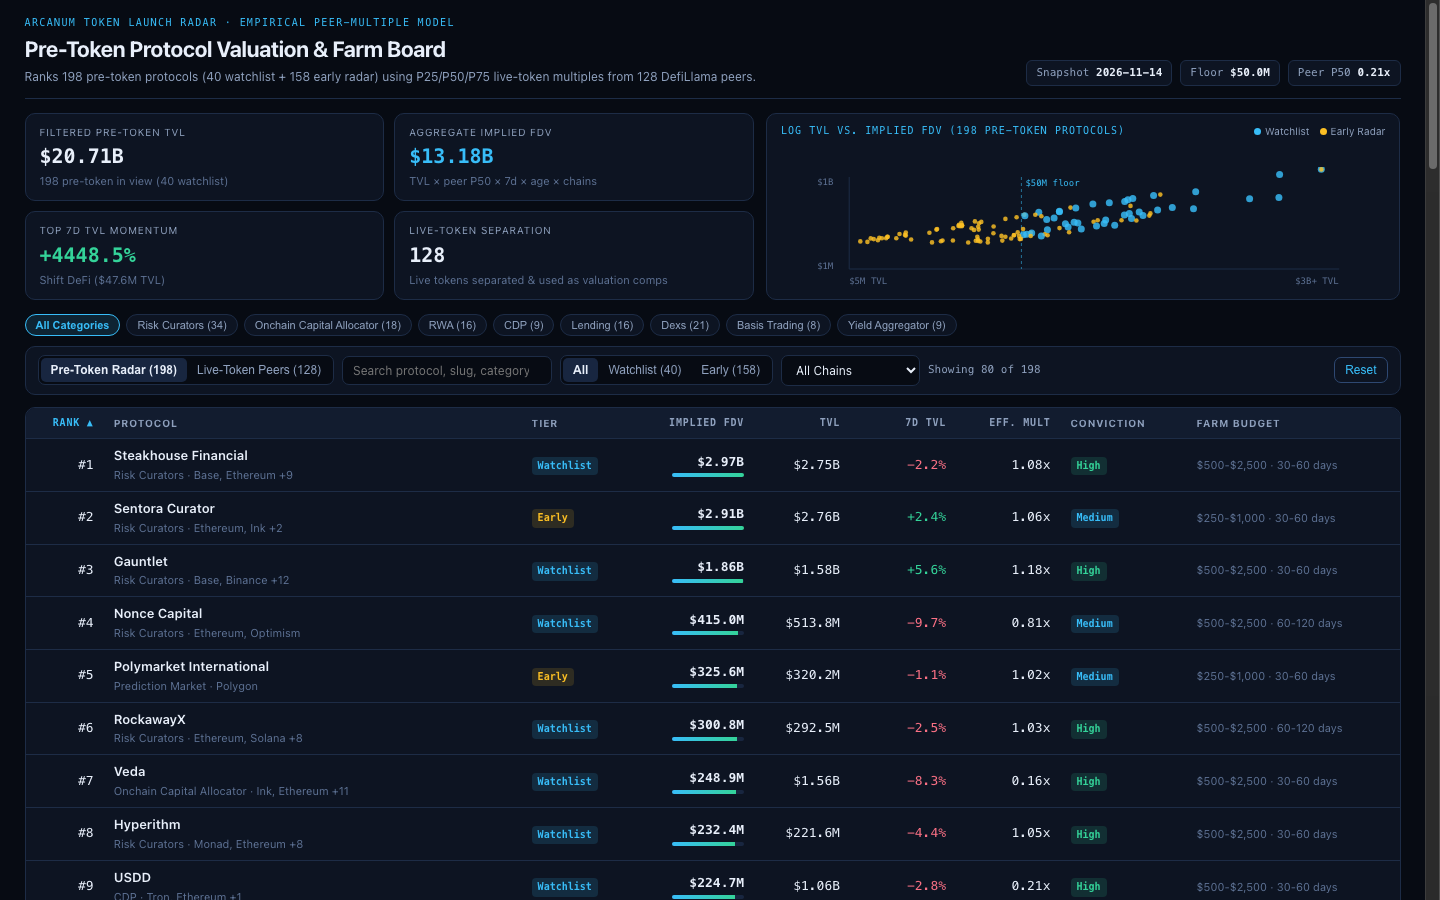 ARCANUM TOKEN LAUNCH RADAR · EMPIRICAL PEER-MULTIPLE MODEL
Pre-Token Protocol Valuation & Farm Board
Ranks 198 pre-token protocols (40 watchlist + 158 early radar) using P25/P50/P75 live-token multiples from 128 DefiLlama peers.
Snapshot 2026-11-14
Floor $50.0M
Peer P50 0.21x
FILTERED PRE-TOKEN TVL
$20.71B
198 pre-token in view (40 watchlist)
AGGREGATE IMPLIED FDV
$13.18B
TVL × peer P50 × 7d × age × chains
TOP 7D TVL MOMENTUM
+4448.5%
Shift DeFi ($47.6M TVL)
LIVE-TOKEN SEPARATION
128
Live tokens separated & used as valuation comps
LOG TVL VS. IMPLIED FDV (198 PRE-TOKEN PROTOCOLS)
Watchlist
Early Radar
$1B
$50M floor
$1M
$5M TVL
$3B+ TVL
All Categories
Risk Curators (34)
Onchain Capital Allocator (18)
RWA (16)
CDP (9)
Lending (16)
Dexs (21)
Basis Trading (8)
Yield Aggregator (9)
Pre-Token Radar (198)
Live-Token Peers (128)
Search protocol, slug, category
All
Watchlist (40)
Early (158)
All Chains
Showing 80 of 198
Reset
RANK ▲ PROTOCOL TIER IMPLIED FDV TVL 7D TVL EFF. MULT CONVICTION FARM BUDGET
#1 Steakhouse Financial Watchlist $2.97B $2.75B −2.2% 1.08x High $500-$2,500 · 30-60 days
Risk Curators · Base, Ethereum +9
#2 Sentora Curator Early $2.91B $2.76B +2.4% 1.06x Medium $250-$1,000 · 30-60 days
Risk Curators · Ethereum, Ink +2
#3 Gauntlet Watchlist $1.86B $1.58B +5.6% 1.18x High $500-$2,500 · 30-60 days
Risk Curators · Base, Binance +12
#4 Nonce Capital Watchlist $415.0M $513.8M −9.7% 0.81x Medium $500-$2,500 · 60-120 days
Risk Curators · Ethereum, Optimism
#5 Polymarket International Early $325.6M $320.2M −1.1% 1.02x Medium $250-$1,000 · 30-60 days
Prediction Market · Polygon
#6 RockawayX Watchlist $300.8M $292.5M −2.5% 1.03x High $500-$2,500 · 60-120 days
Risk Curators · Ethereum, Solana +8
#7 Veda Watchlist $248.9M $1.56B −8.3% 0.16x High $500-$2,500 · 30-60 days
Onchain Capital Allocator · Ink, Ethereum +11
#8 Hyperithm Watchlist $232.4M $221.6M −4.4% 1.05x High $500-$2,500 · 30-60 days
Risk Curators · Monad, Ethereum +8
#9 USDD Watchlist $224.7M $1.06B −2.8% 0.21x High $500-$2,500 · 30-60 days
CDP · Tron, Ethereum +1